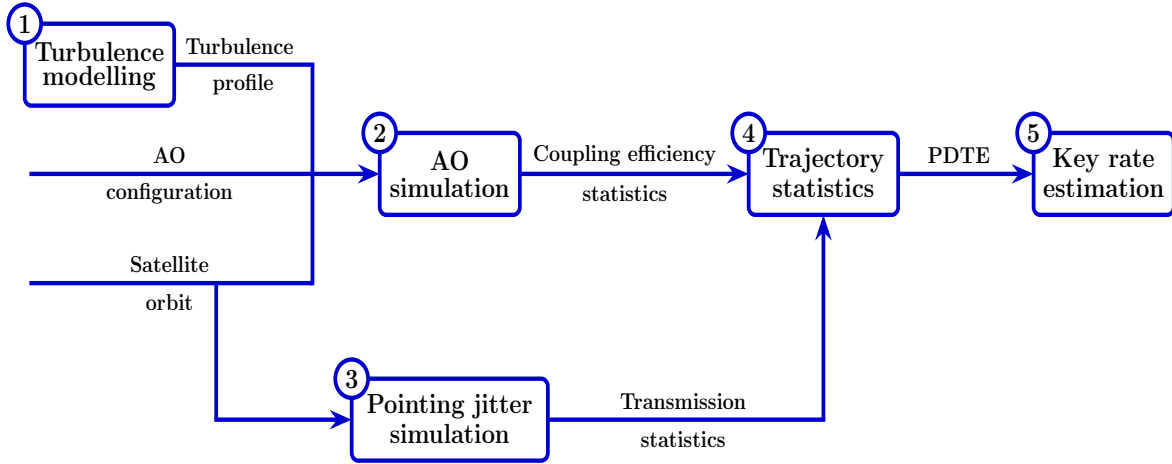 1
Turbulence
modelling
Turbulence
profile
AO
configuration
Satellite
orbit
2
AO
simulation
Coupling efficiency
statistics
3
Pointing jitter
simulation
Transmission
statistics
4
Trajectory
statistics
PDTE
5
Key rate
estimation